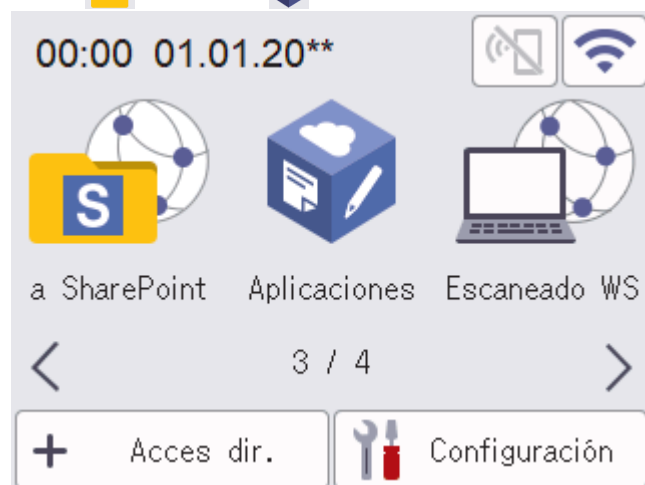 00:00 01.01.20**
S
a SharePoint Aplicaciones Escaneado WS
3 / 4
Acces dir. Configuración